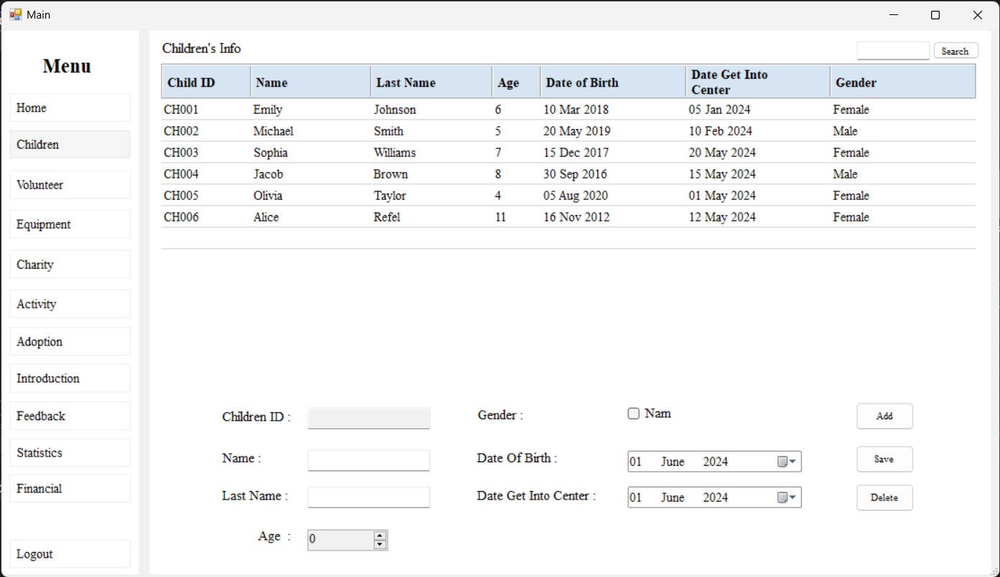 Main
Menu
Home
Children
Volunteer
Equipment
Charity
Activity
Adoption
Introduction
Feedback
Statistics
Financial
Logout
Children's Info
Search
Child ID Name Last Name Age Date of Birth Date Get Into Center Gender
CH001 Emily Johnson 6 10 Mar 2018 05 Jan 2024 Female
CH002 Michael Smith 5 20 May 2019 10 Feb 2024 Male
CH003 Sophia Williams 7 15 Dec 2017 20 May 2024 Female
CH004 Jacob Brown 8 30 Sep 2016 15 May 2024 Male
CH005 Olivia Taylor 4 05 Aug 2020 01 May 2024 Female
CH006 Alice Refel 11 16 Nov 2012 12 May 2024 Female
Children ID : Gender : Nam Add
Name : Date Of Birth : 01 June 2024 Save
Last Name : Date Get Into Center : 01 June 2024 Delete
Age : 0